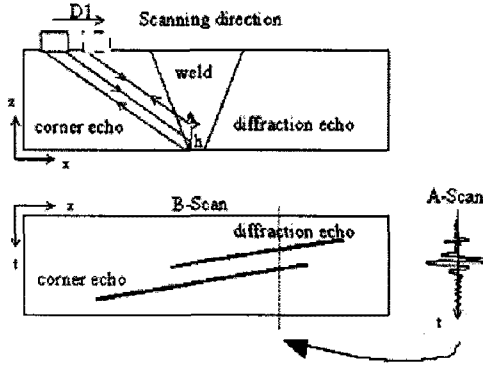 D1
Scanning direction
weld
z
corner echo
h
diffraction echo
x
x
B-Scan
A-Scan
diffraction echo
t
corner echo
t